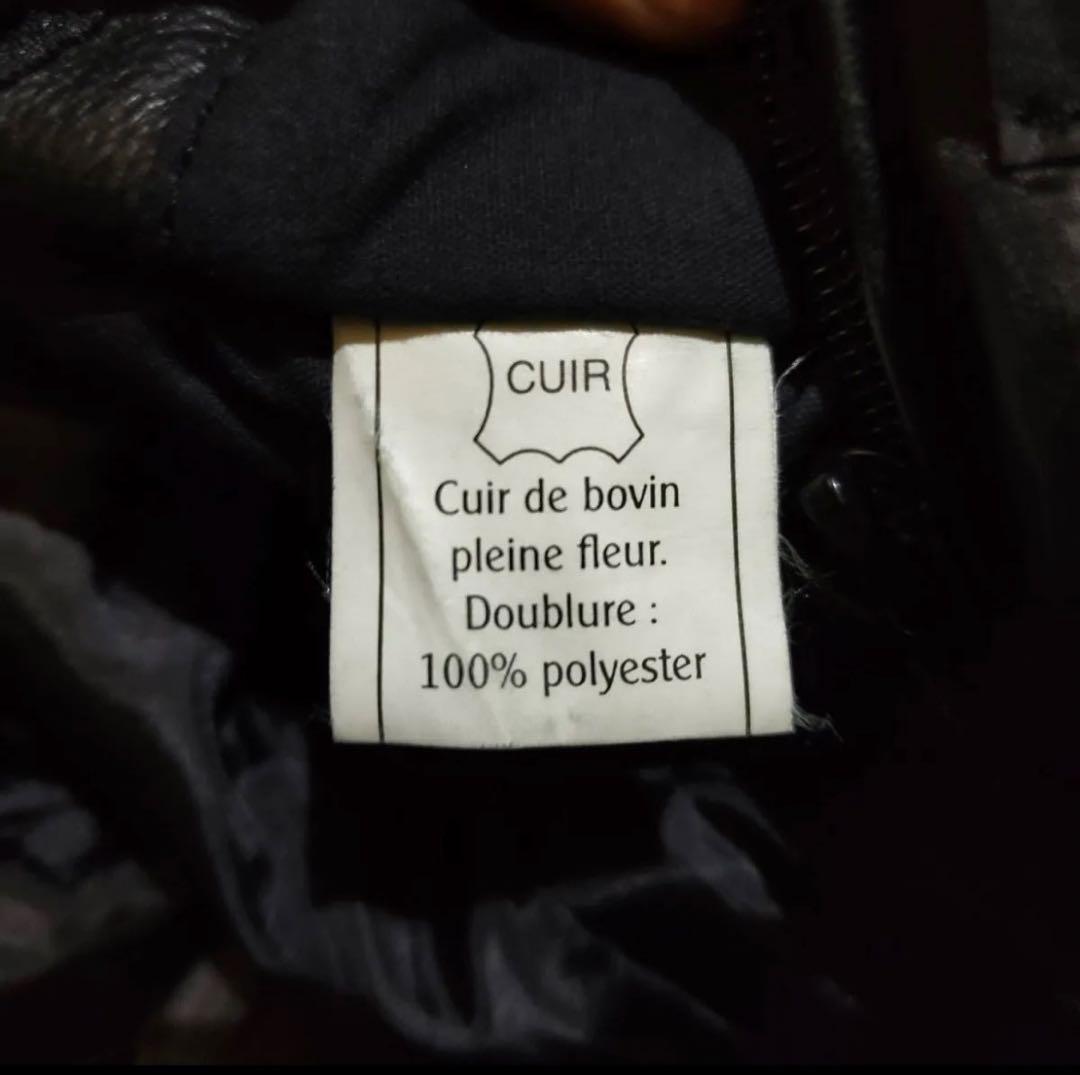 CUIR
Cuir de bovin
pleine fleur.
Doublure :
100% polyester